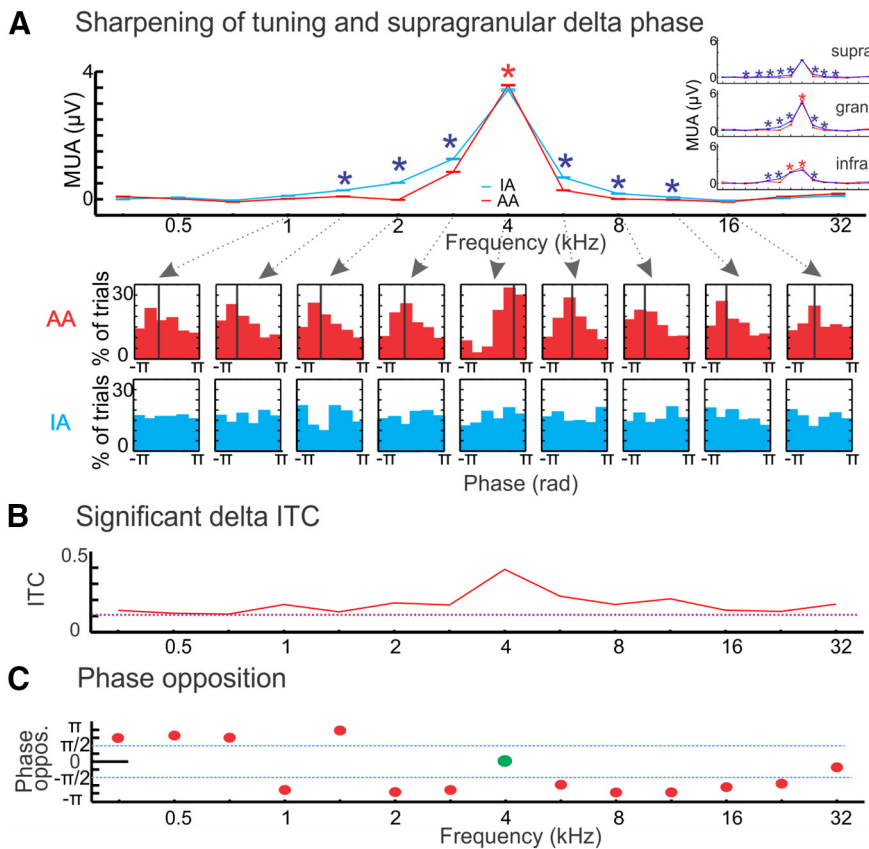 A Sharpening of tuning and supragranular delta phase
4
MUA (μV)
0
* * * * * * *
IA
AA
0.5 1 2 4 8 16 32
Frequency (kHz)
MUA (μV)
6
0
supra
6
0
gran
6
0
infra
AA
% of trials
30
0
-π π -π π -π π -π π -π π -π π -π π -π π -π π
IA
% of trials
30
0
-π π -π π -π π -π π -π π -π π -π π -π π -π π
Phase (rad)
B Significant delta ITC
0.5
ITC
0
0.5 1 2 4 8 16 32
C Phase opposition
Phase
oppos.
π
π/2
0
-π/2
-π
0.5 1 2 4 8 16 32
Frequency (kHz)